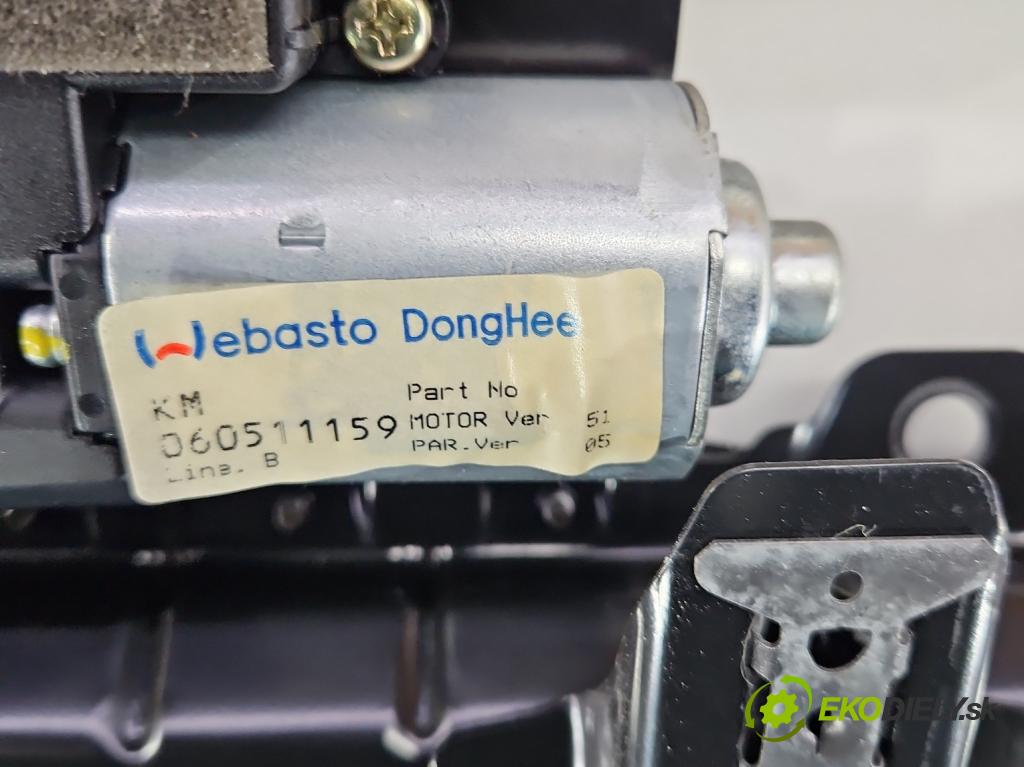 Webasto DongHee
KM
060511159
Line. B
Part No
MOTOR Ver 51
PAR.Ver 05
EKODIELY.sk